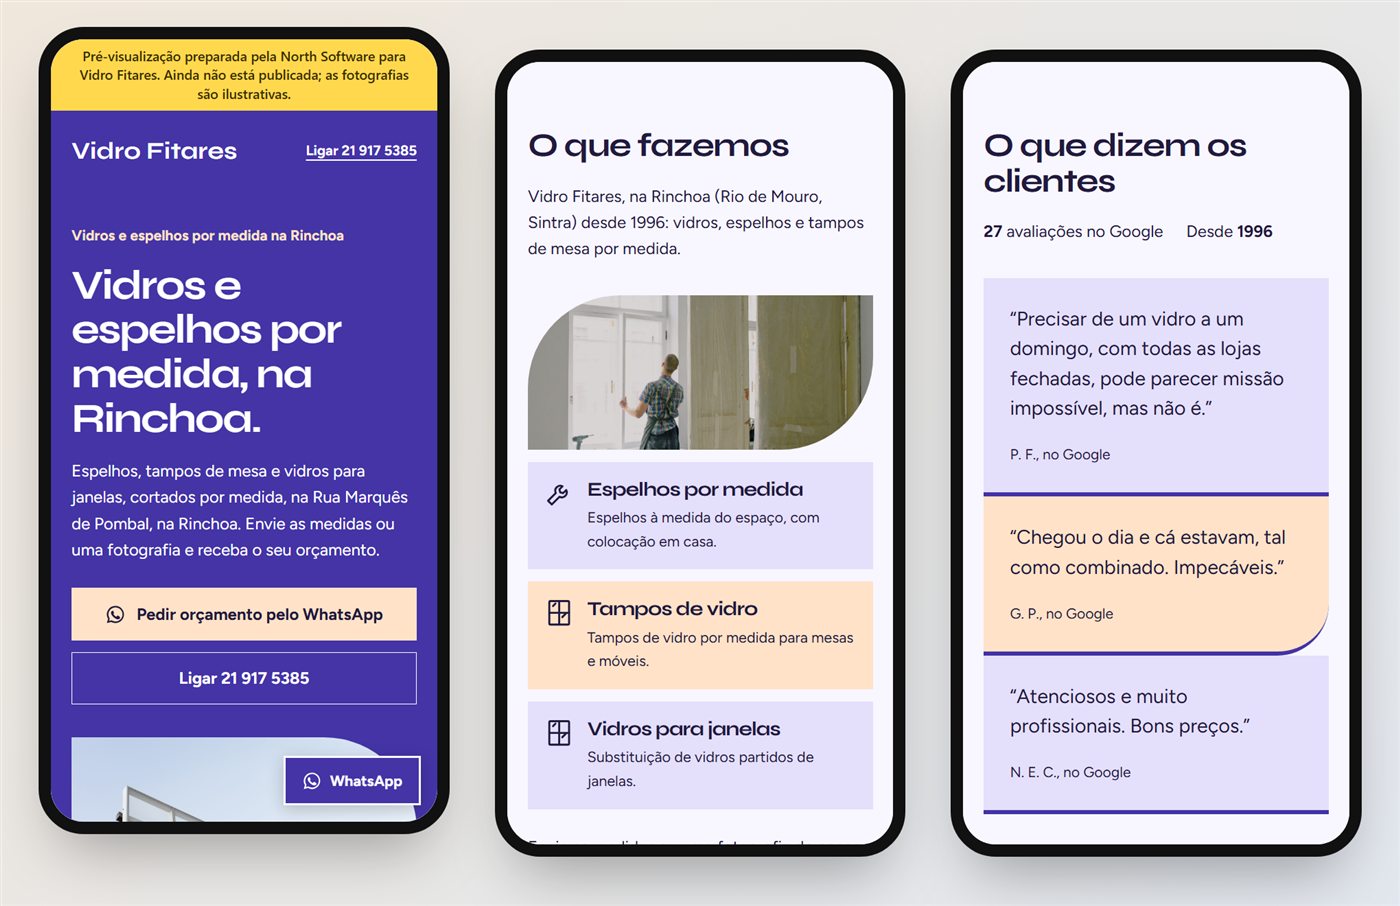 Pré-visualização preparada pela North Software para
Vidro Fitares. Ainda não está publicada; as fotografias
são ilustrativas.
Vidro Fitares
Ligar 21 917 5385
Vidros e espelhos por medida na Rinchoa
Vidros e
espelhos por
medida, na
Rinchoa.
Espelhos, tampos de mesa e vidros para
janelas, cortados por medida, na Rua Marquês
de Pombal, na Rinchoa. Envie as medidas ou
uma fotografia e receba o seu orçamento.
Pedir orçamento pelo WhatsApp
Ligar 21 917 5385
WhatsApp
O que fazemos
Vidro Fitares, na Rinchoa (Rio de Mouro,
Sintra) desde 1996: vidros, espelhos e tampos
de mesa por medida.
Espelhos por medida
Espelhos à medida do espaço, com
colocação em casa.
Tampos de vidro
Tampos de vidro por medida para mesas
e móveis.
Vidros para janelas
Substituição de vidros partidos de
janelas.
O que dizem os
clientes
27 avaliações no Google
Desde 1996
“Precisar de um vidro a um
domingo, com todas as lojas
fechadas, pode parecer missão
impossível, mas não é.”
P. F., no Google
“Chegou o dia e cá estavam, tal
como combinado. Impecáveis.”
G. P., no Google
“Atenciosos e muito
profissionais. Bons preços.”
N. E. C., no Google